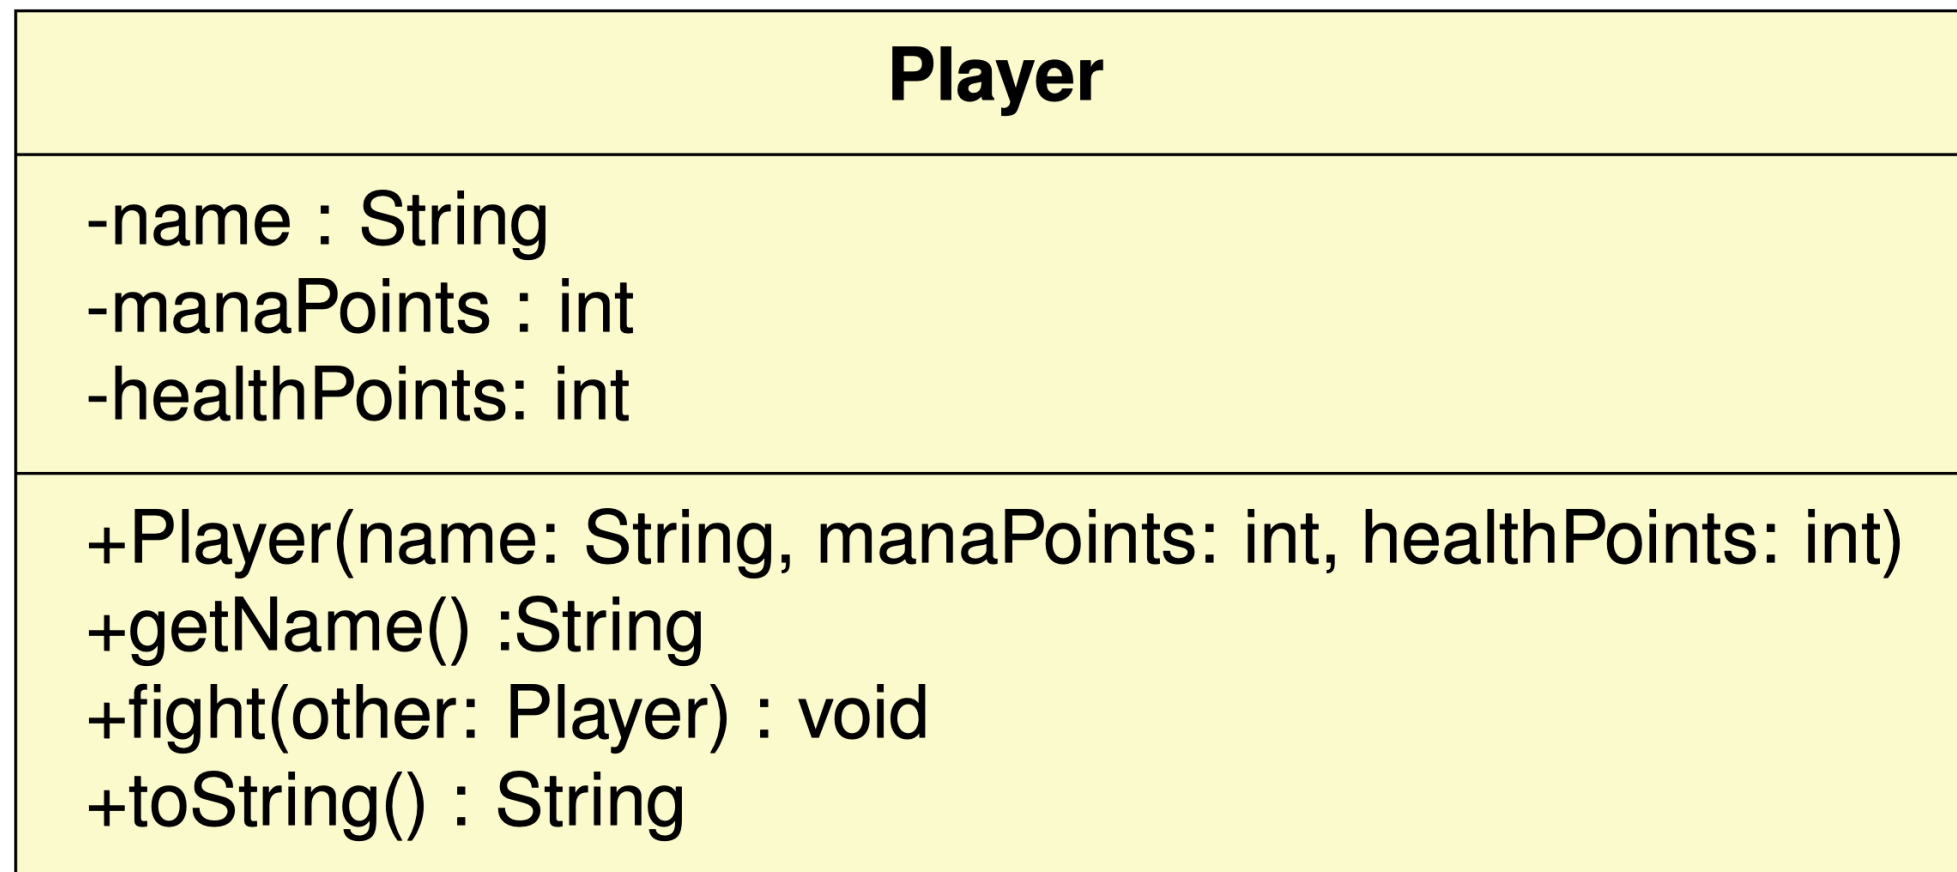 Player
-name : String
-manaPoints : int
-healthPoints: int
+Player(name: String, manaPoints: int, healthPoints: int)
+getName() :String
+fight(other: Player) : void
+toString() : String